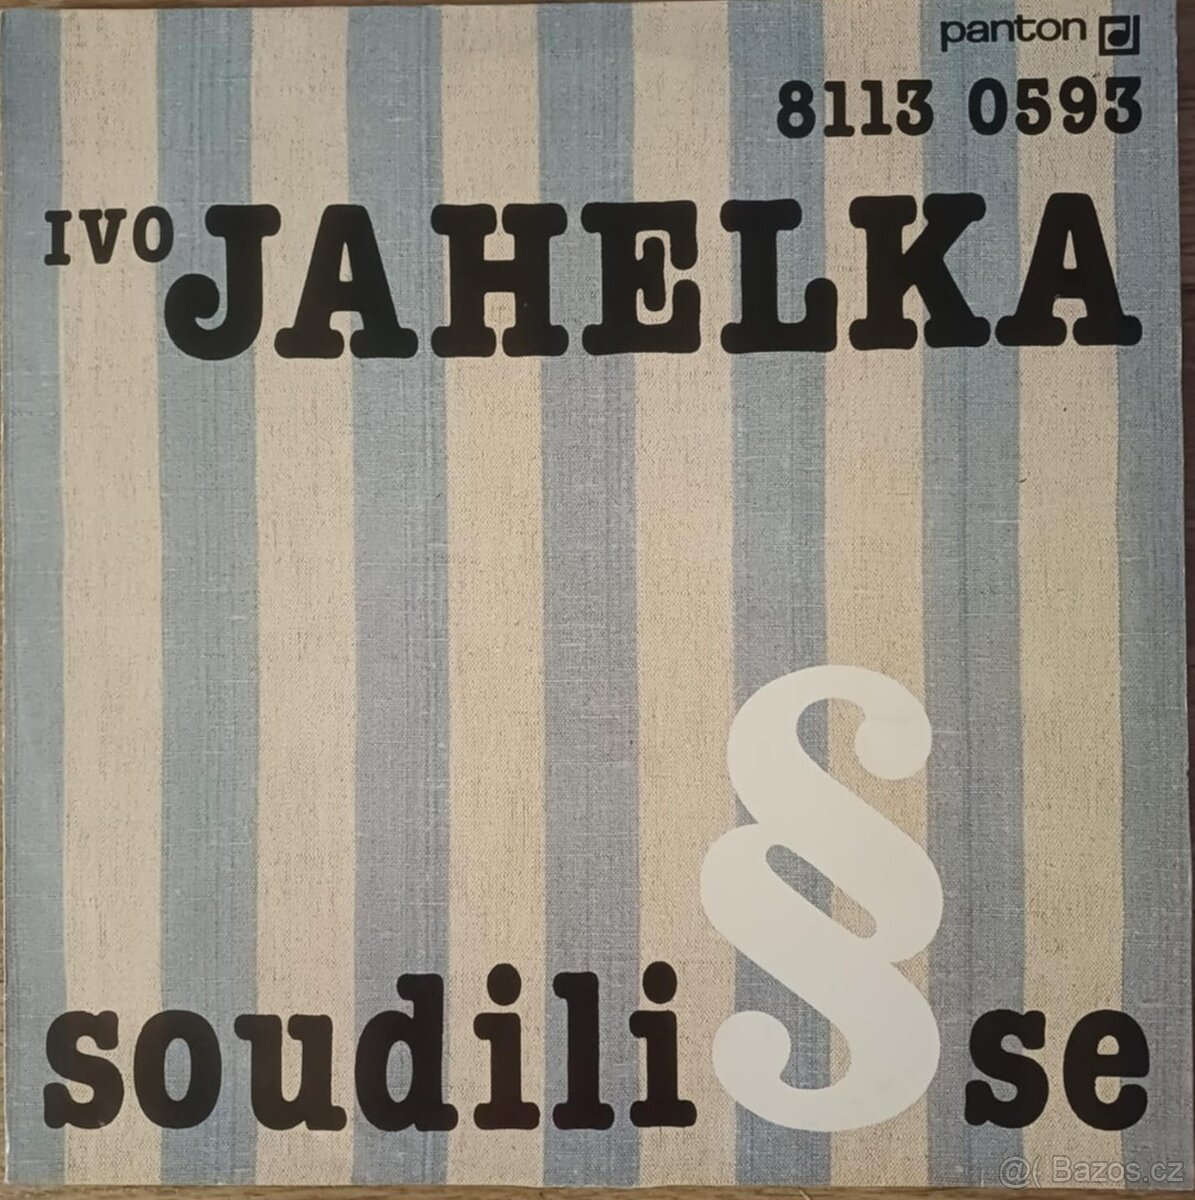 panton
8113 0593
IVO JAHELKA
soudili § se
@( Bazos.cz